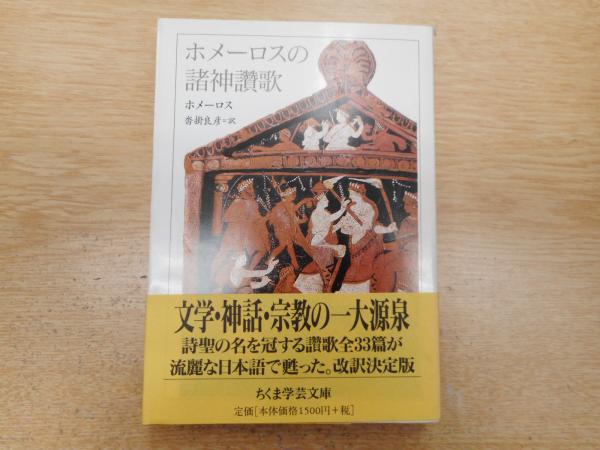 ホメーロスの
諸神讚歌
ホメーロス
沓掛良彦=訳
文学・神話・宗教の一大源泉
詩聖の名を冠する讃歌全33篇が
流麗な日本語で甦った。改訳決定版
ちくま学芸文庫
定価[本体価格1500円+税]